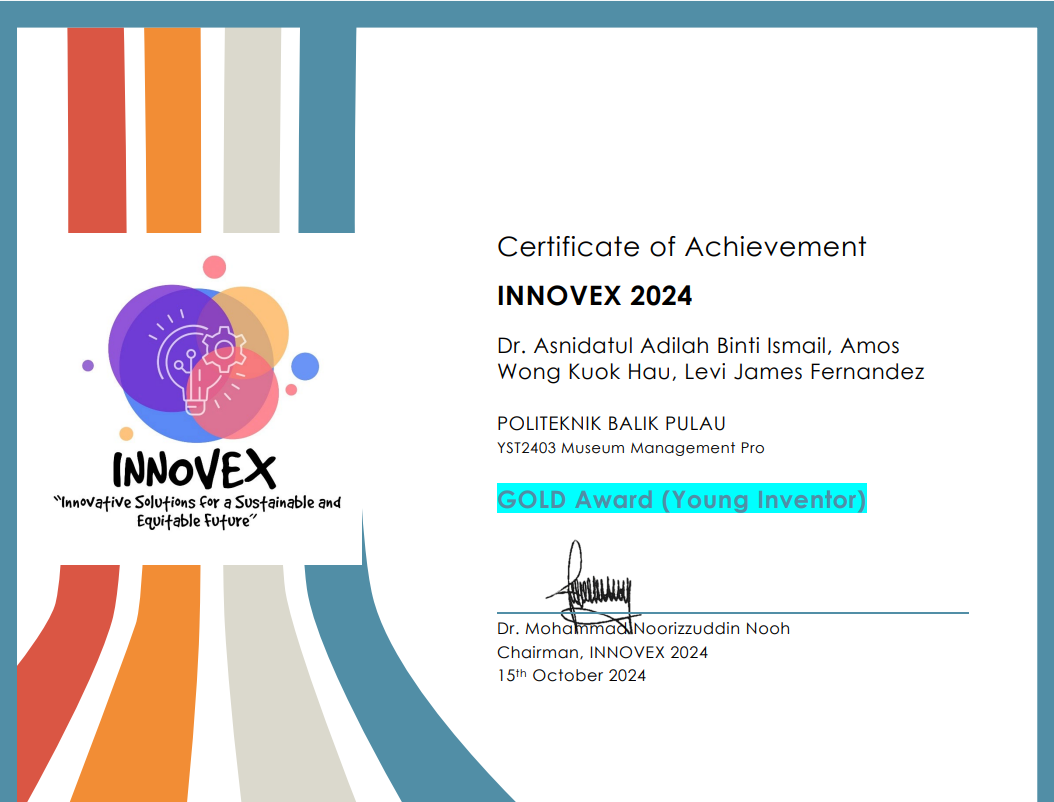 Certificate of Achievement
INNOVEX 2024
Dr. Asnidatul Adilah Binti Ismail, Amos
Wong Kuok Hau, Levi James Fernandez
POLITEKNIK BALIK PULAU
YST2403 Museum Management Pro
GOLD Award (Young Inventor)
Dr. Mohammad Noorizzuddin Nooh
Chairman, INNOVEX 2024
15th October 2024
INNOVEX
"Innovative Solutions for a Sustainable and
Equitable Future"